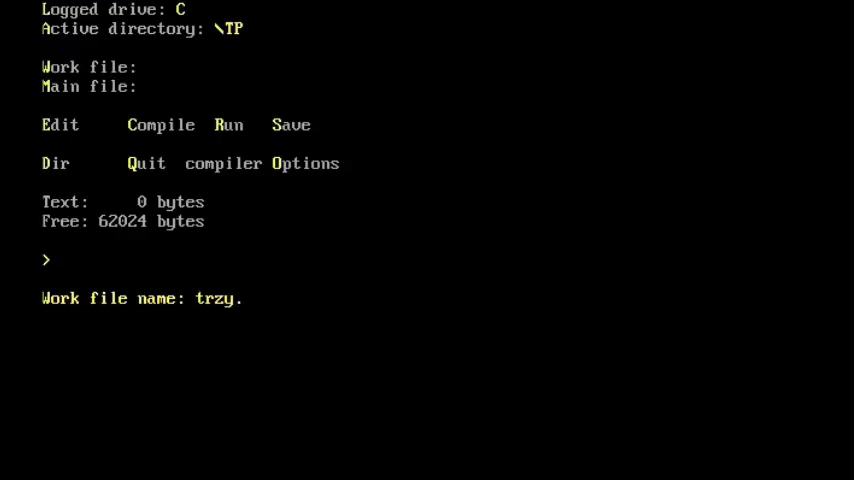 Logged drive: C
Active directory: \TP
Work file:
Main file:
Edit Compile Run Save
Dir Quit compiler Options
Text: 0 bytes
Free: 62024 bytes
>
Work file name: trzy.